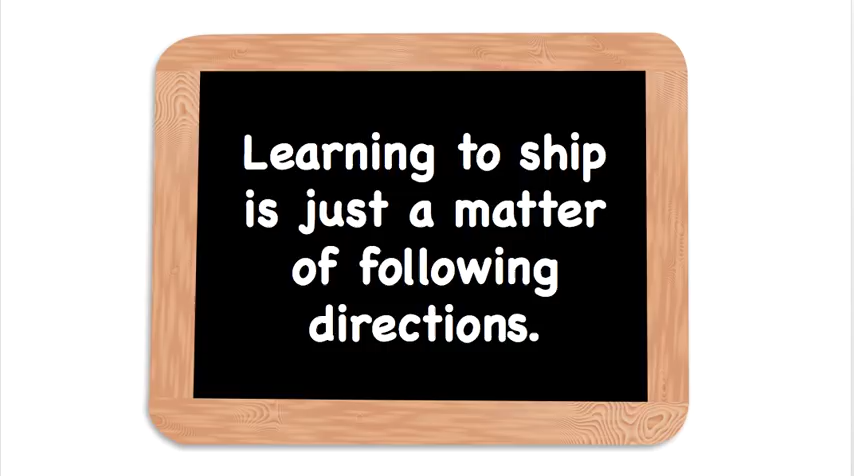 Learning to ship
is just a matter
of following
directions.